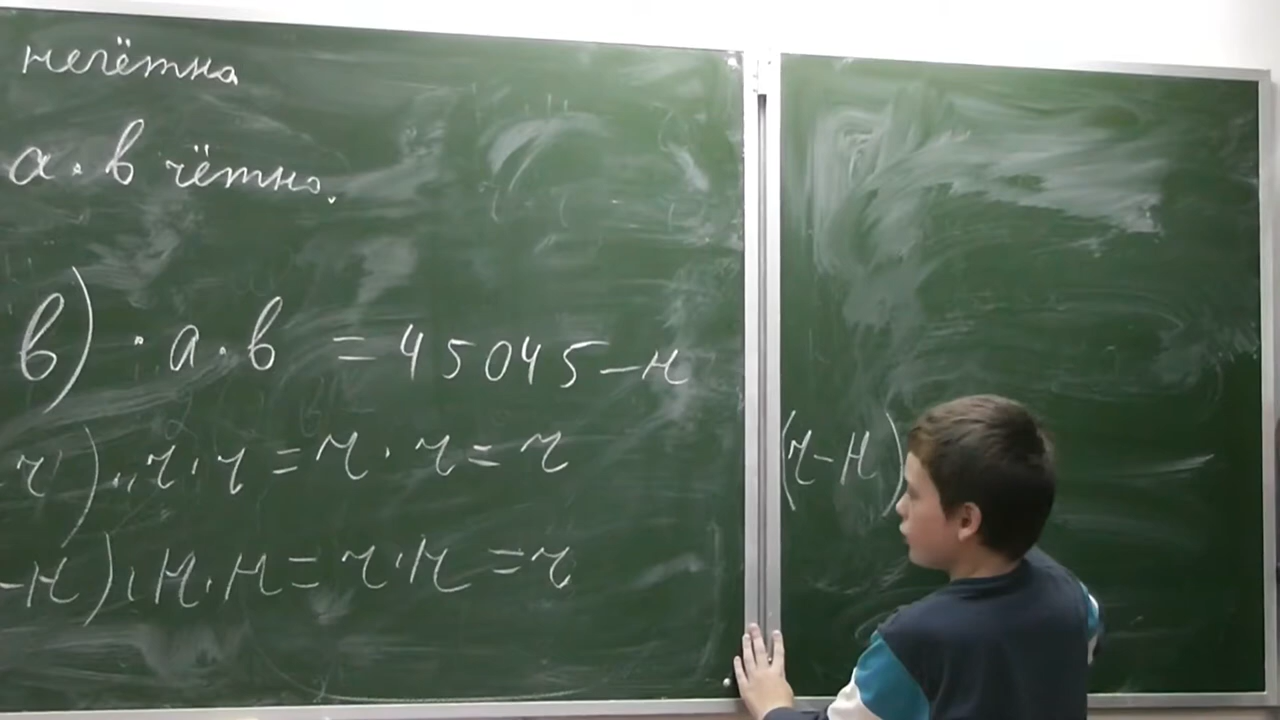 нечётна
а · в чётно.
в) · а · в = 45045 – н
ч) · ч · ч = ч · ч = ч
– н) · н · н = ч · н = ч
(ч – н)